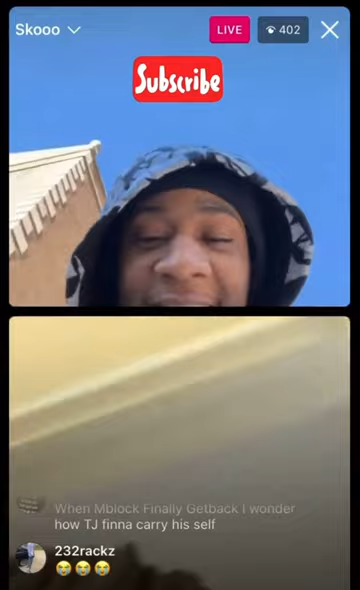 Skooo
LIVE
402
Subscribe
When Mblock Finally Getback I wonder
how TJ finna carry his self
232rackz
😭😭😭